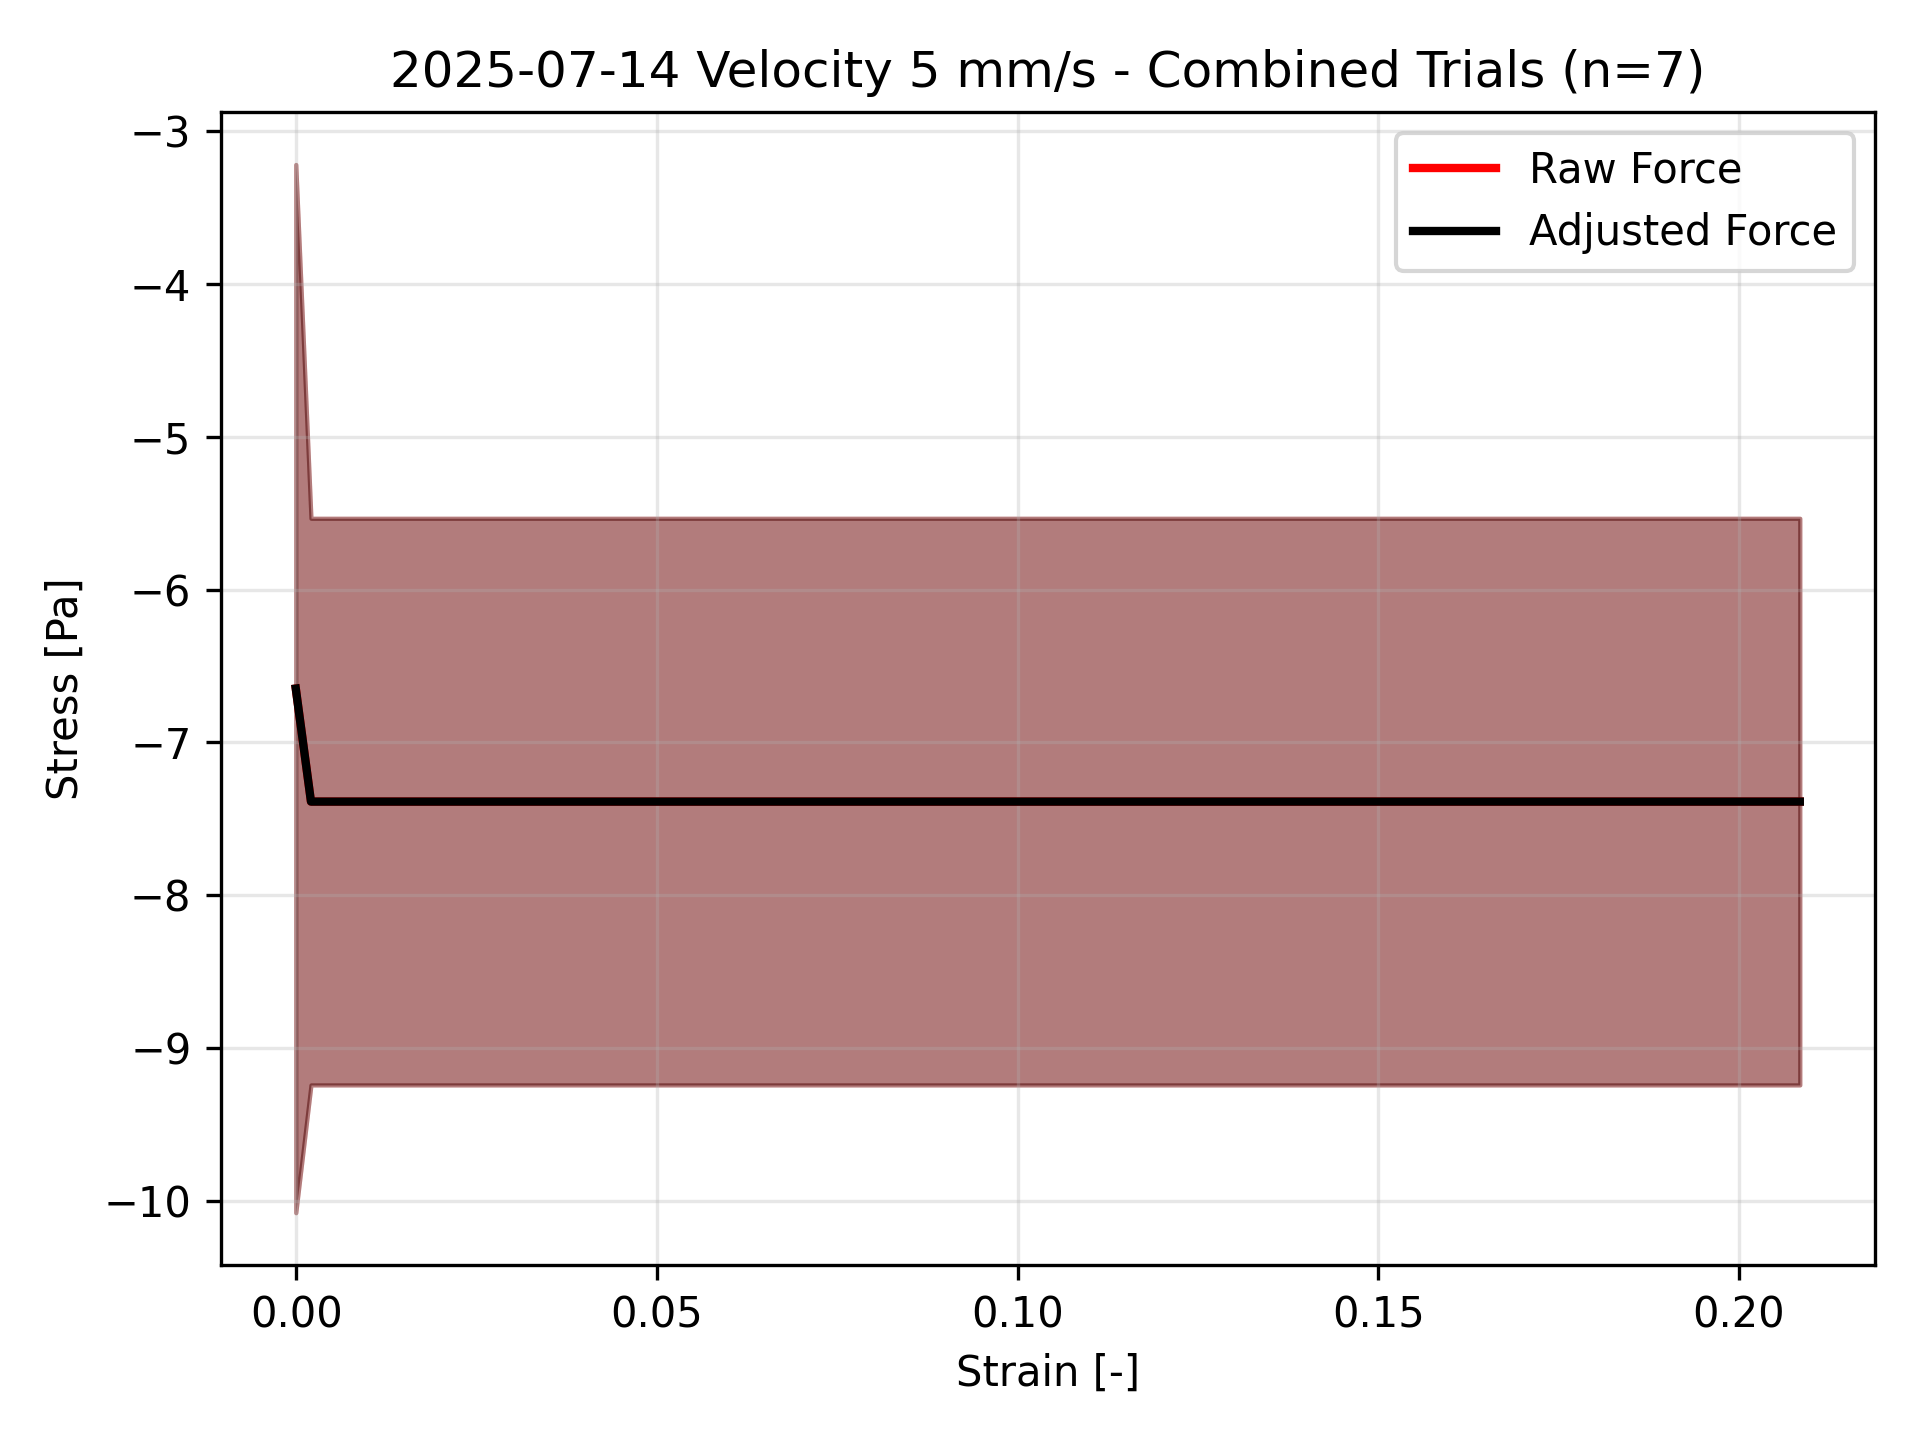 2025-07-14 Velocity 5 mm/s - Combined Trials (n=7)
Raw Force
Adjusted Force
Stress [Pa]
−3
−4
−5
−6
−7
−8
−9
−10
0.00 0.05 0.10 0.15 0.20
Strain [-]